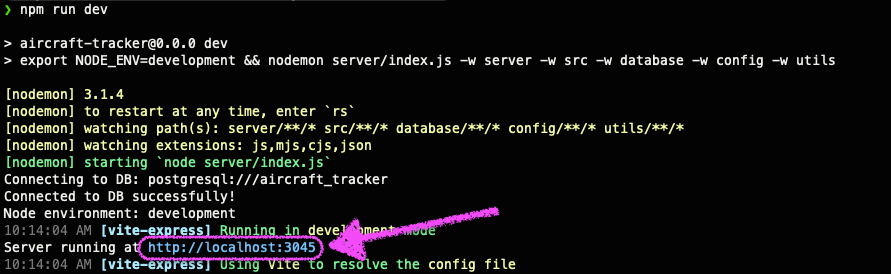 ❯ npm run dev
> aircraft-tracker@0.0.0 dev
> export NODE_ENV=development && nodemon server/index.js -w server -w src -w database -w config -w utils
[nodemon] 3.1.4
[nodemon] to restart at any time, enter `rs`
[nodemon] watching path(s): server/**/* src/**/* database/**/* config/**/* utils/**/*
[nodemon] watching extensions: js,mjs,cjs,json
[nodemon] starting `node server/index.js`
Connecting to DB: postgresql:///aircraft_tracker
Connected to DB successfully!
Node environment: development
10:14:04 AM [vite-express] Running in development mode
Server running at http://localhost:3045
10:14:04 AM [vite-express] Using Vite to resolve the config file